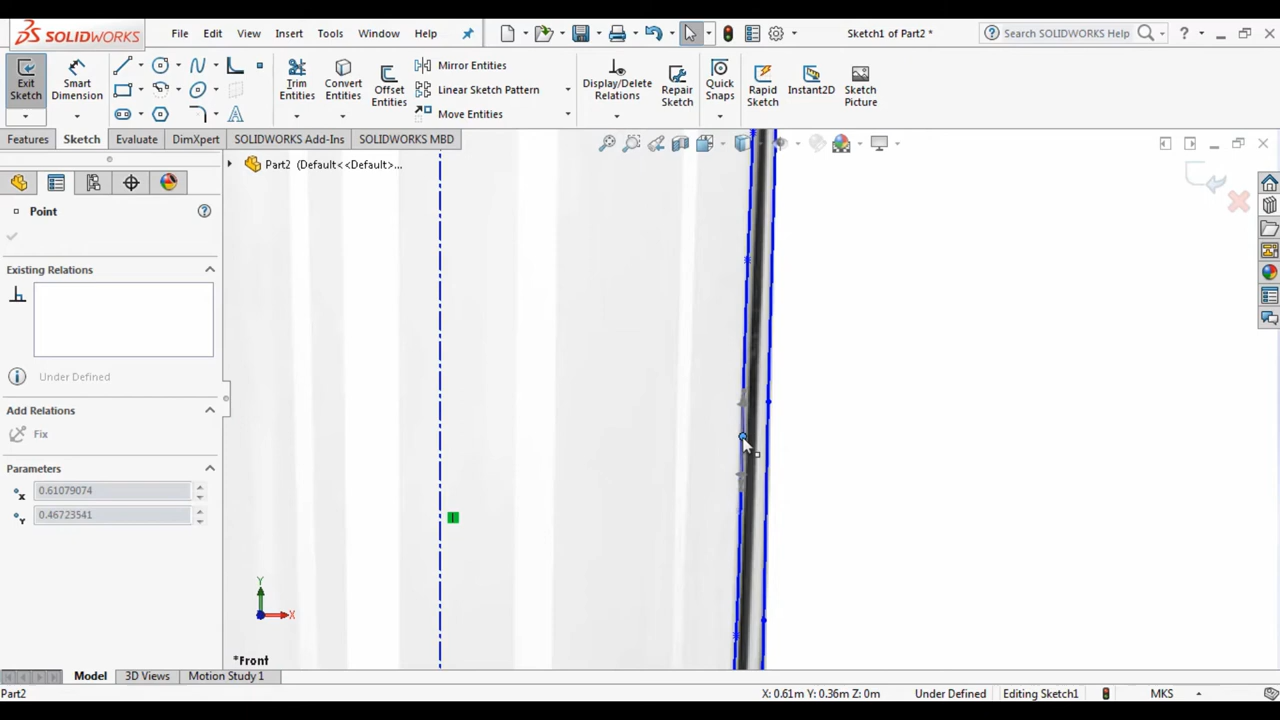 SOLIDWORKS File Edit View Insert Tools Window Help Sketch1 of Part2 * Search SOLIDWORKS Help ?
Exit Sketch
Smart Dimension
Trim Entities
Convert Entities
Offset Entities
Mirror Entities
Linear Sketch Pattern
Move Entities
Display/Delete Relations
Repair Sketch
Quick Snaps
Rapid Sketch
Instant2D
Sketch Picture
Features Sketch Evaluate DimXpert SOLIDWORKS Add-Ins SOLIDWORKS MBD
Part2 (Default<<Default>...
Point ?
Existing Relations
Under Defined
Add Relations
Fix
Parameters
x 0.61079074
Y 0.46723541
Y
X
*Front
Model 3D Views Motion Study 1
Part2 X: 0.61m Y: 0.36m Z: 0m Under Defined Editing Sketch1 MKS